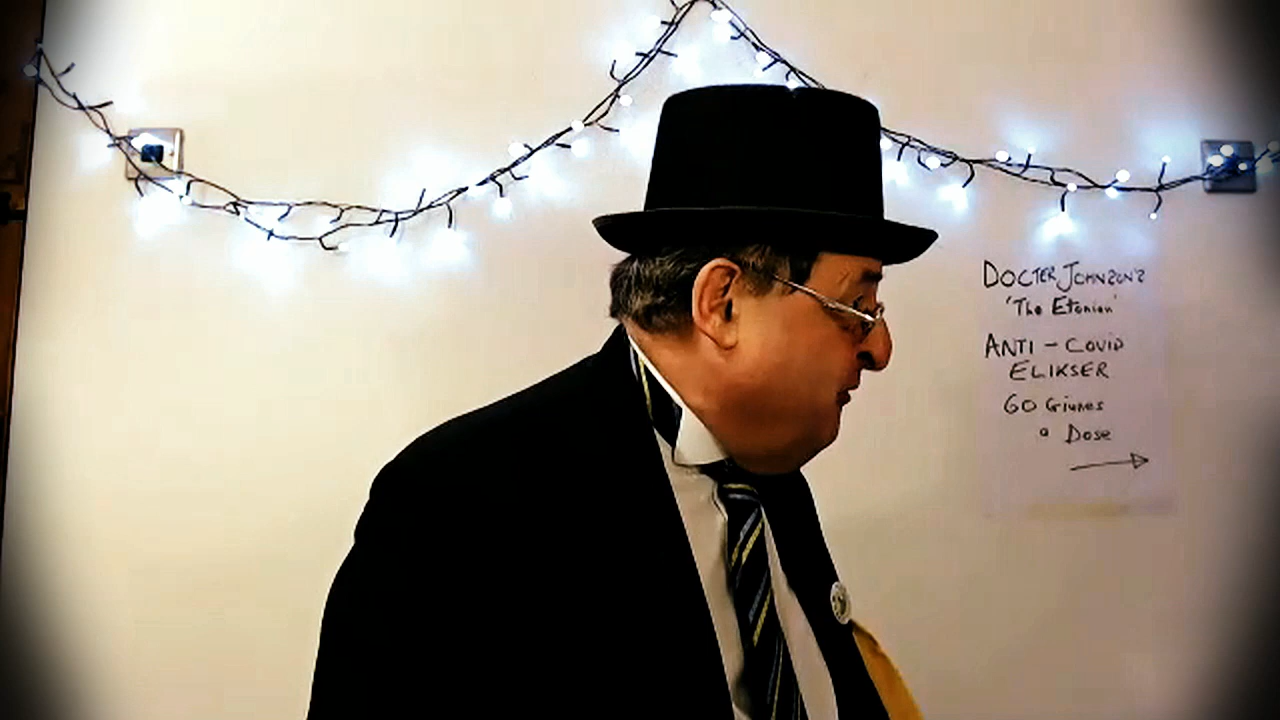 DOCTER JOHNZON'Z
'The Etonian'
ANTI - COVID
ELIKSER
60 Giunes
a Dose